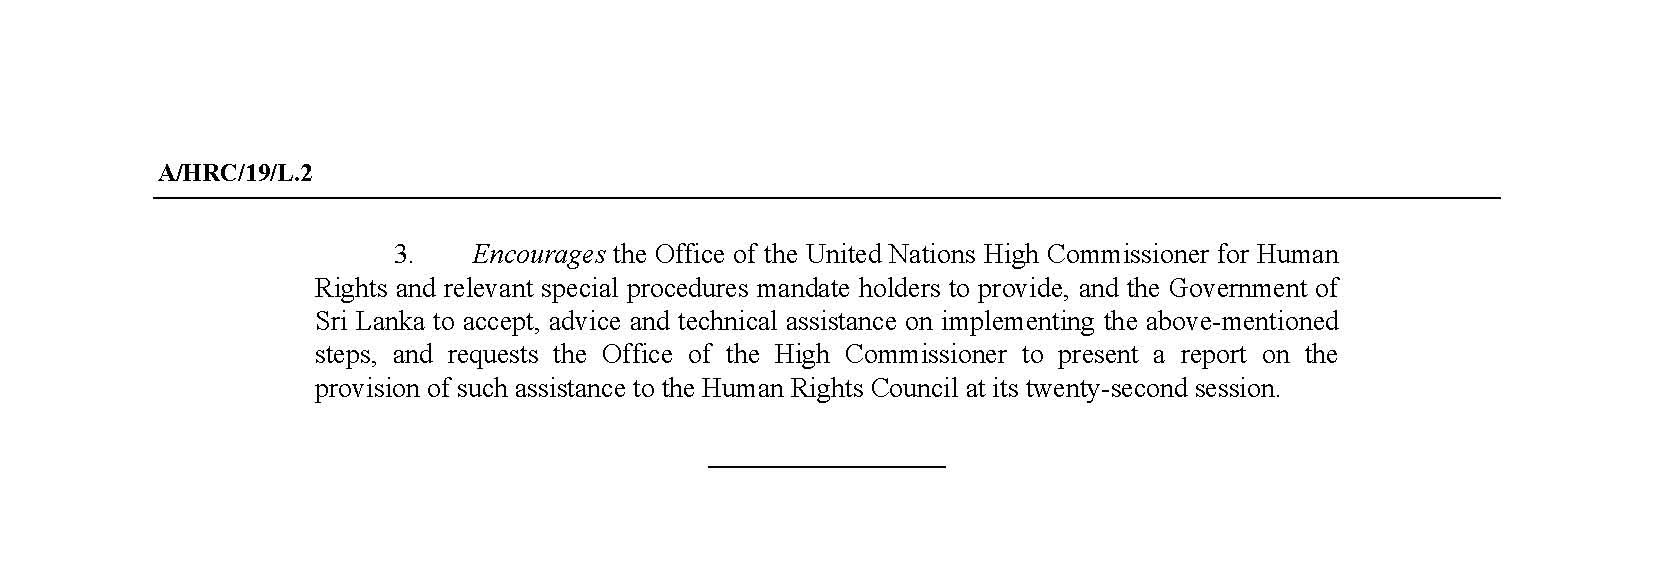 A/HRC/19/L.2
3. Encourages the Office of the United Nations High Commissioner for Human
Rights and relevant special procedures mandate holders to provide, and the Government of
Sri Lanka to accept, advice and technical assistance on implementing the above-mentioned
steps, and requests the Office of the High Commissioner to present a report on the
provision of such assistance to the Human Rights Council at its twenty-second session.